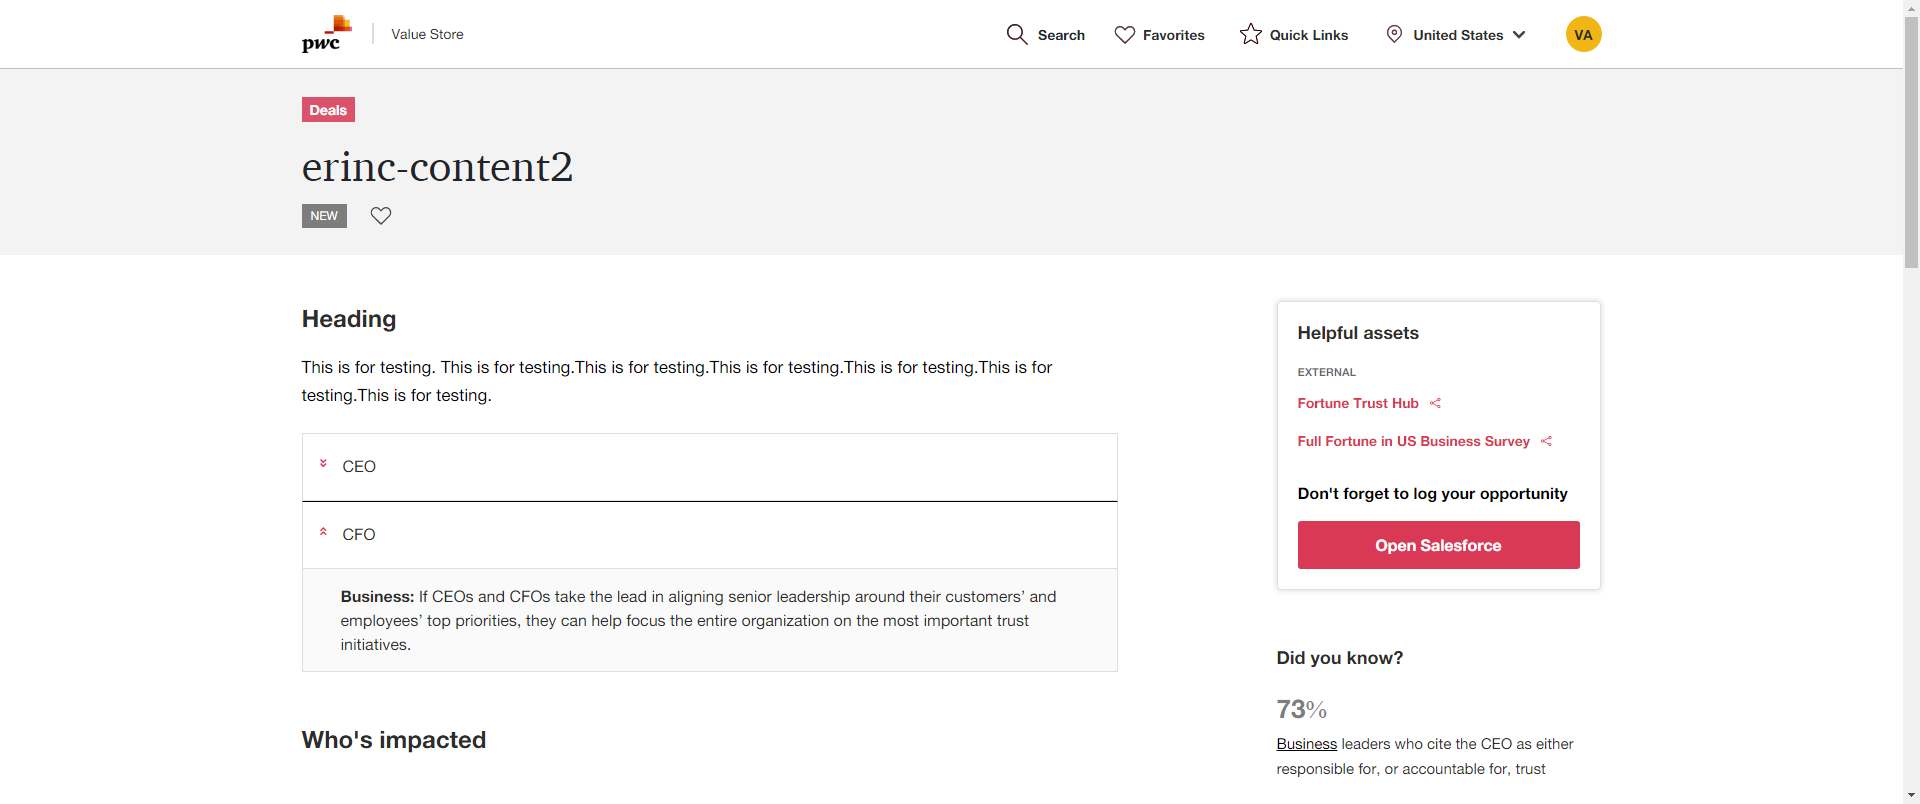 pwc
Value Store
Search
Favorites
Quick Links
United States
VA
Deals
erinc-content2
NEW
Heading
This is for testing. This is for testing.This is for testing.This is for testing.This is for testing.This is for
testing.This is for testing.
CEO
CFO
Business: If CEOs and CFOs take the lead in aligning senior leadership around their customers’ and
employees’ top priorities, they can help focus the entire organization on the most important trust
initiatives.
Who's impacted
Helpful assets
EXTERNAL
Fortune Trust Hub
Full Fortune in US Business Survey
Don't forget to log your opportunity
Open Salesforce
Did you know?
73%
Business leaders who cite the CEO as either
responsible for, or accountable for, trust